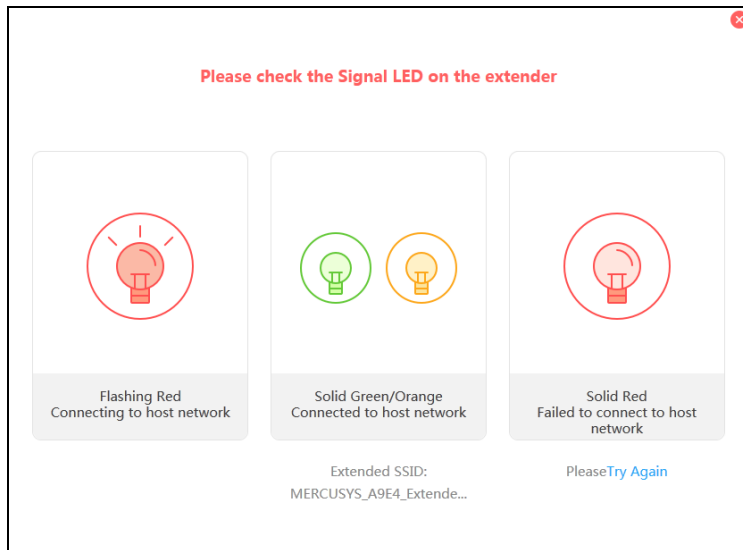 Please check the Signal LED on the extender
Flashing Red
Connecting to host network
Solid Green/Orange
Connected to host network
Solid Red
Failed to connect to host
network
Extended SSID:
MERCUSYS_A9E4_Extende...
PleaseTry Again